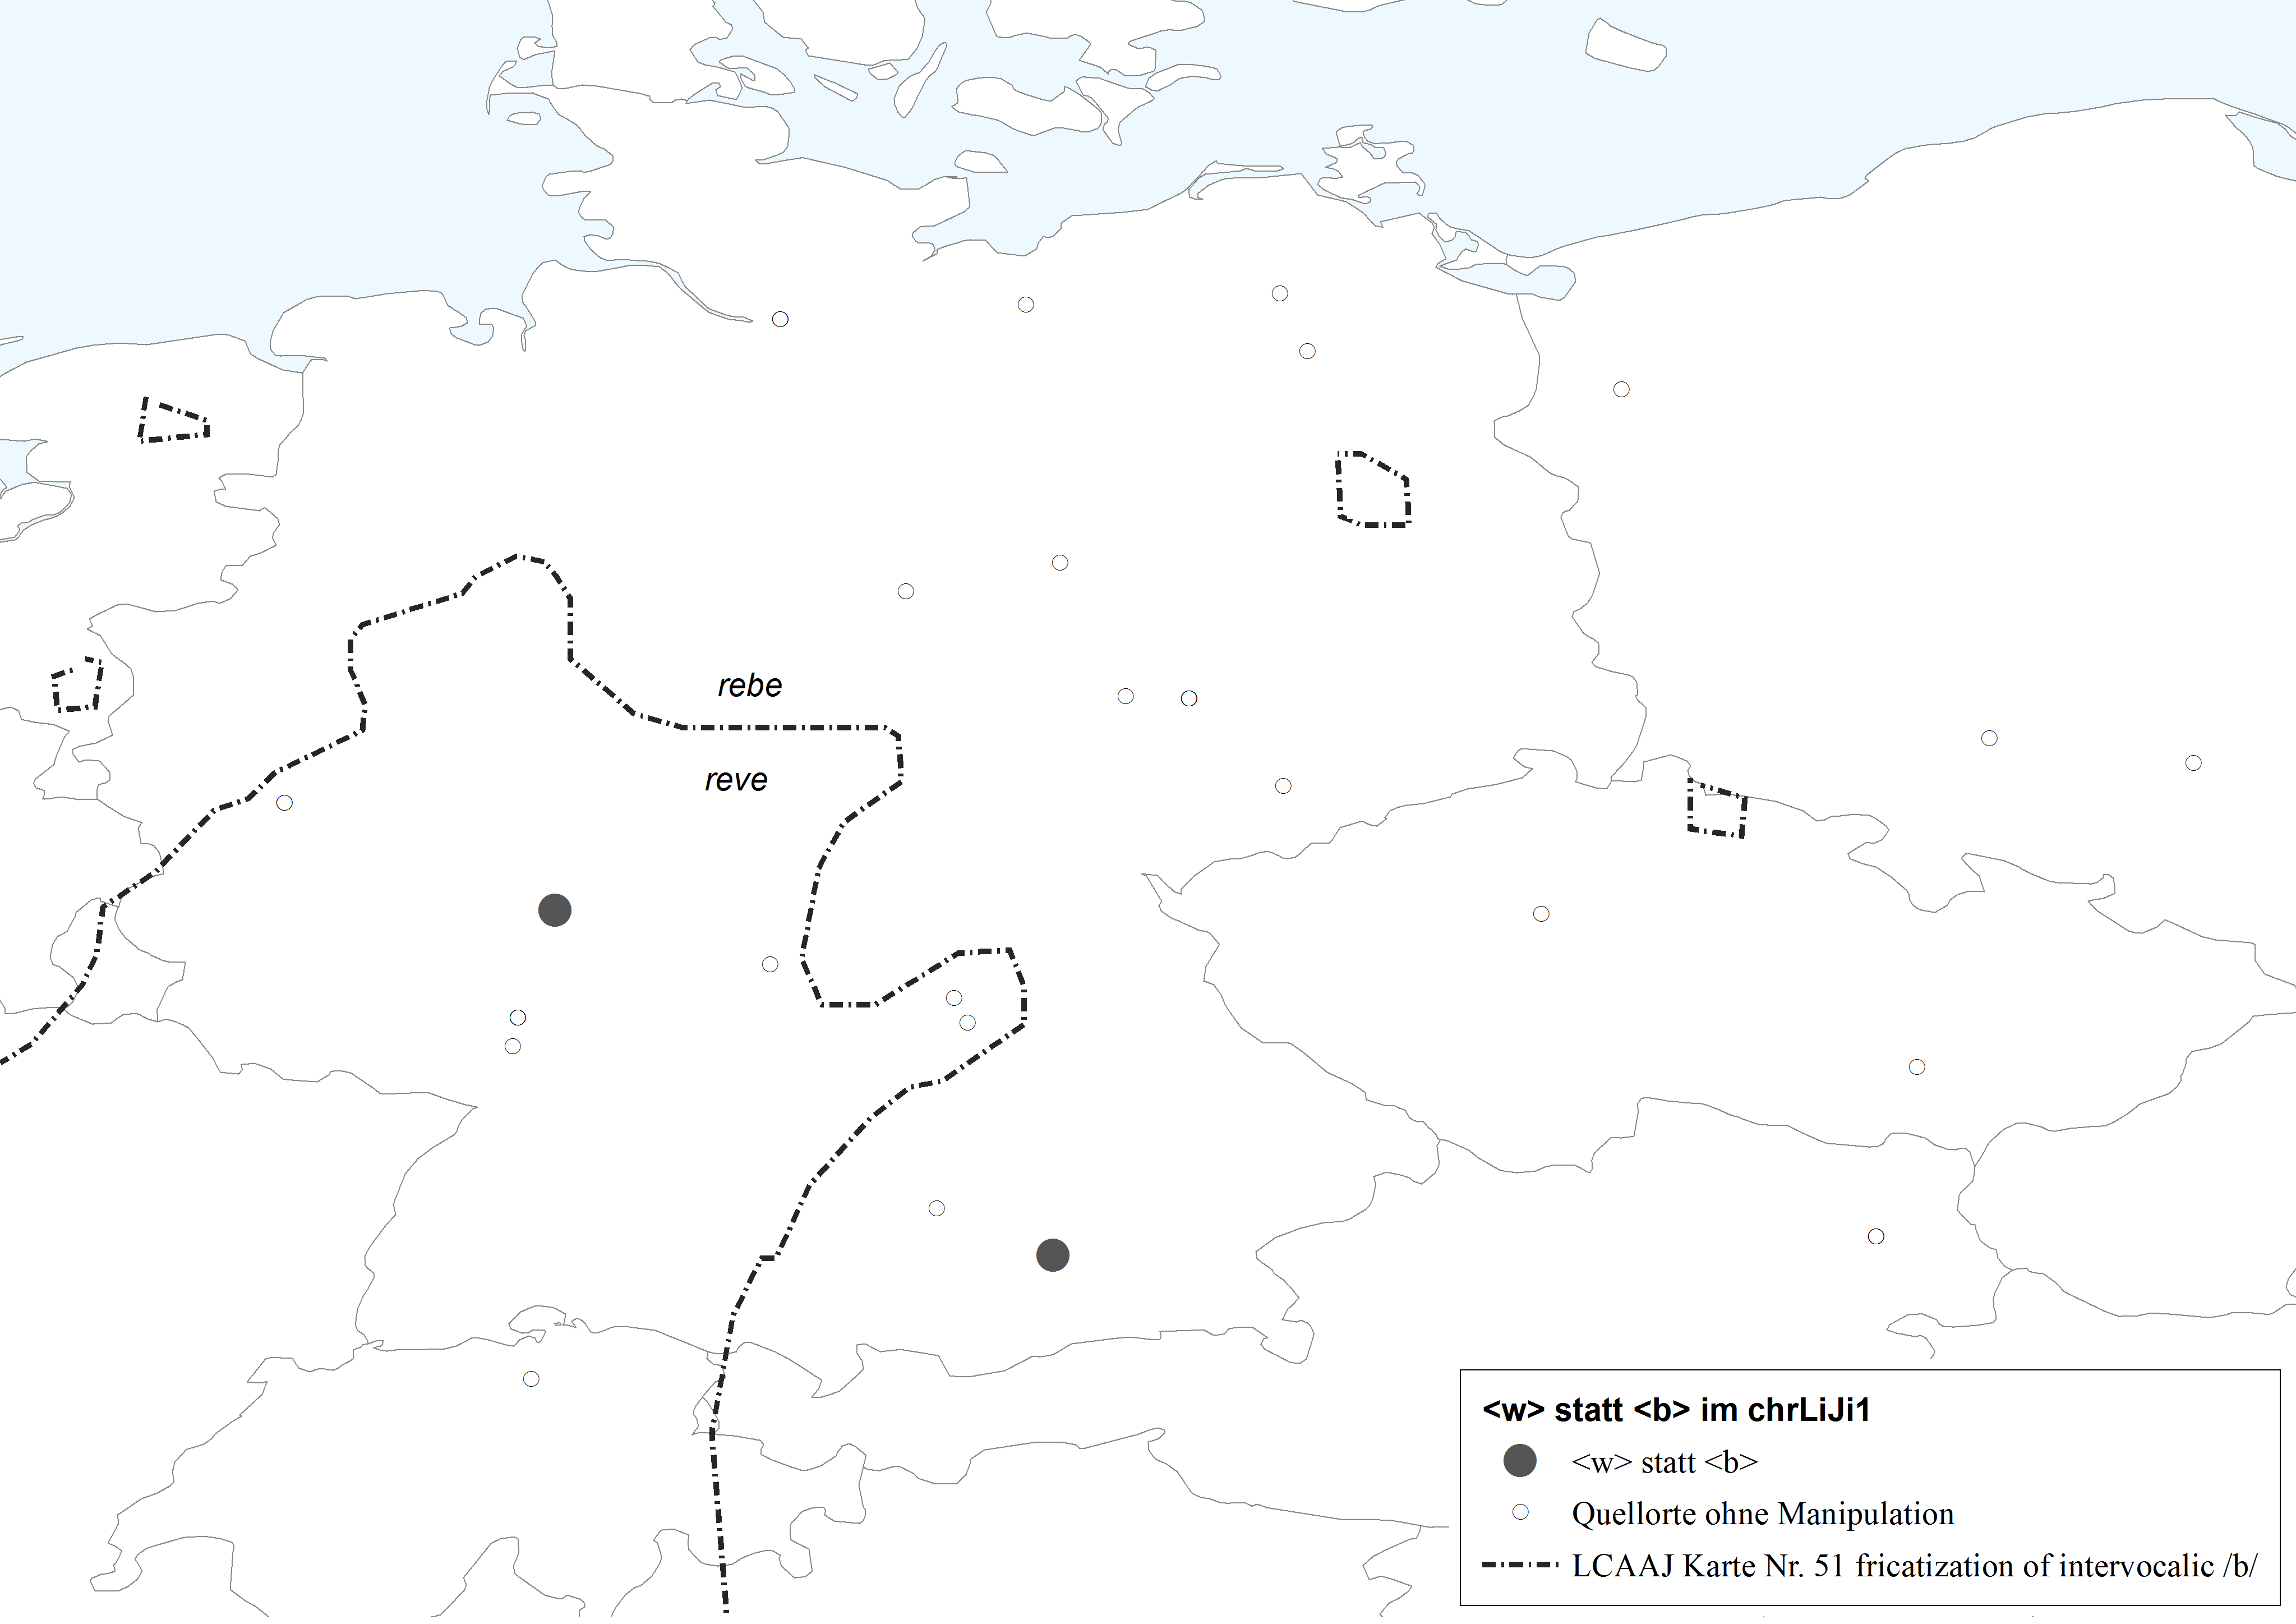 rebe
reve
<w> statt <b> im chrLiJi1
<w> statt <b>
Quellorte ohne Manipulation
LCAAJ Karte Nr. 51 fricatization of intervocalic /b/